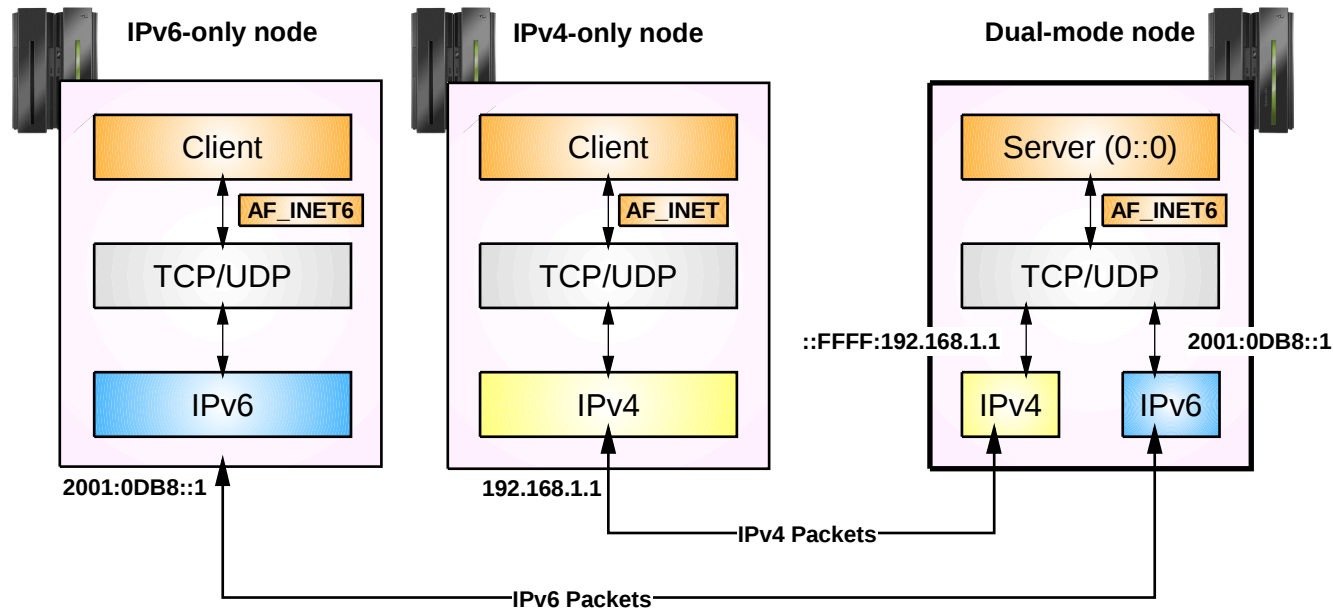 IPv6-only node
IPv4-only node
Dual-mode node
Client
Client
Server (0::0)
AF_INET6
AF_INET
AF_INET6
TCP/UDP
TCP/UDP
TCP/UDP
::FFFF:192.168.1.1
2001:0DB8::1
IPv6
IPv4
IPv4
IPv6
2001:0DB8::1
192.168.1.1
IPv4 Packets
IPv6 Packets